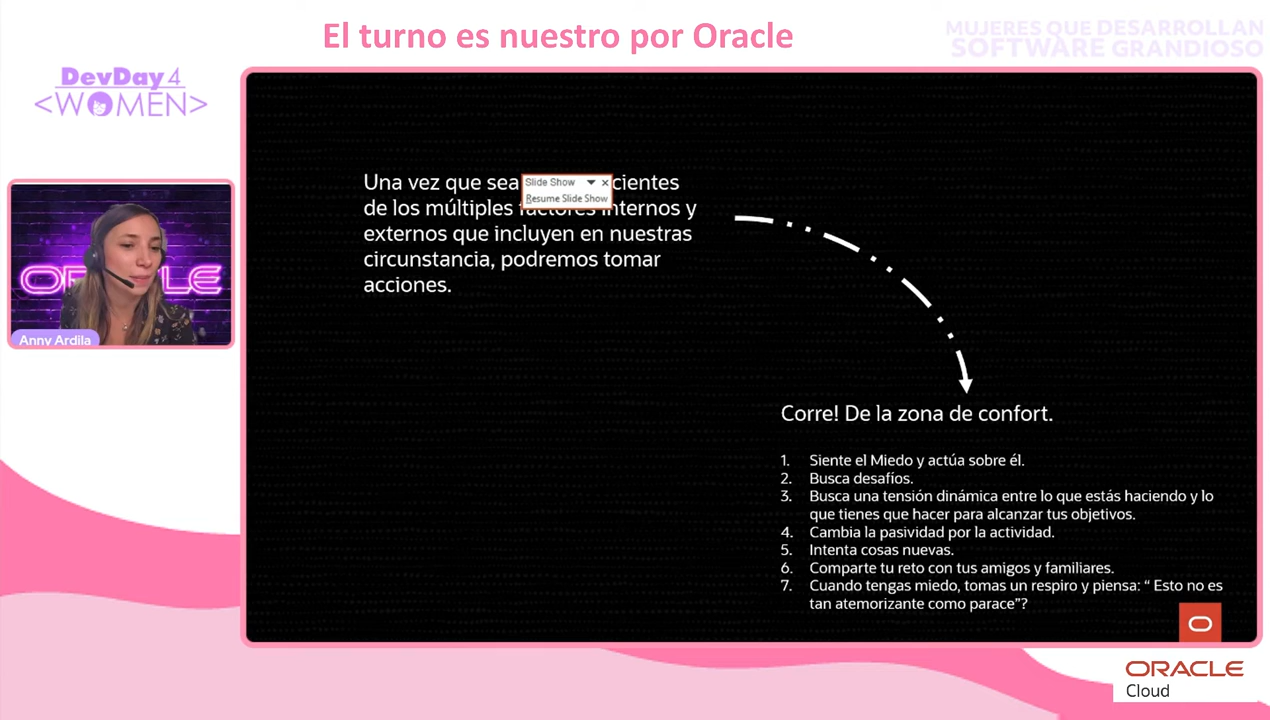 El turno es nuestro por Oracle
MUJERES QUE DESARROLLAN
SOFTWARE GRANDIOSO
DevDay 4
<WOMEN>
Una vez que sea
Slide Show
cientes
Resume Slide Show
de los múltiples factores internos y
externos que incluyen en nuestras
circunstancia, podremos tomar
acciones.
ORACLE
Anny Ardila
Corre! De la zona de confort.
1. Siente el Miedo y actúa sobre él.
2. Busca desafíos.
3. Busca una tensión dinámica entre lo que estás haciendo y lo
que tienes que hacer para alcanzar tus objetivos.
4. Cambia la pasividad por la actividad.
5. Intenta cosas nuevas.
6. Comparte tu reto con tus amigos y familiares.
7. Cuando tengas miedo, tomas un respiro y piensa: “ Esto no es
tan atemorizante como parace”?
ORACLE
Cloud